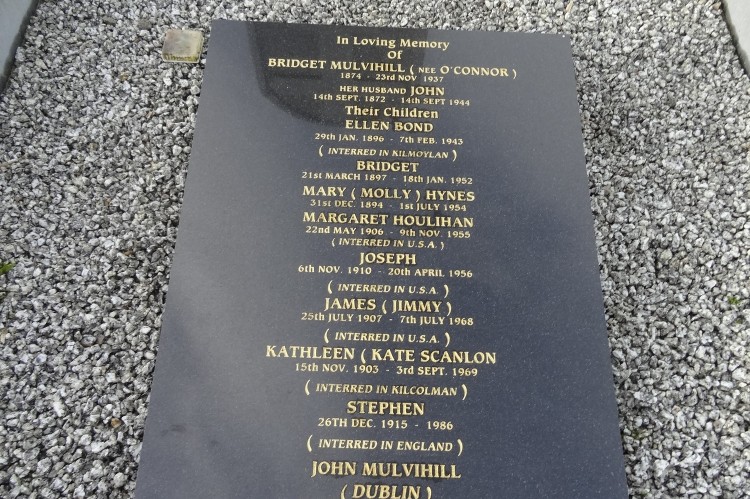 In Loving Memory
Of
BRIDGET MULVIHILL ( NEE O'CONNOR )
1874 - 23RD NOV 1937
HER HUSBAND JOHN
14TH SEPT. 1872 - 14TH SEPT 1944
Their Children
ELLEN BOND
29TH JAN. 1896 - 7TH FEB. 1943
( INTERRED IN KILMOYLAN )
BRIDGET
21ST MARCH 1897 - 18TH JAN. 1952
MARY ( MOLLY ) HYNES
31ST DEC. 1894 - 1ST JULY 1954
MARGARET HOULIHAN
22ND MAY 1906 - 9TH NOV. 1955
( INTERRED IN U.S.A. )
JOSEPH
6TH NOV. 1910 - 20TH APRIL 1956
( INTERRED IN U.S.A. )
JAMES ( JIMMY )
25TH JULY 1907 - 7TH JULY 1968
( INTERRED IN U.S.A. )
KATHLEEN ( KATE SCANLON
15TH NOV. 1903 - 3RD SEPT. 1969
( INTERRED IN KILCOLMAN )
STEPHEN
26TH DEC. 1915 - 1986
( INTERRED IN ENGLAND )
JOHN MULVIHILL
( DUBLIN )